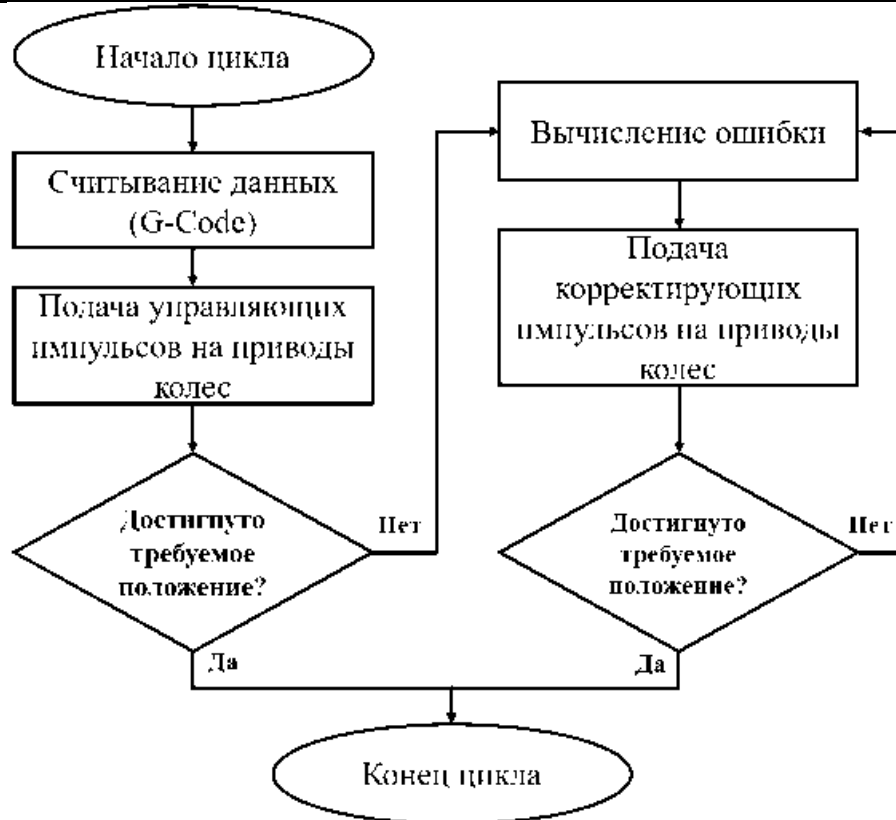 Начало цикла
Считывание данных
(G-Code)
Подача управляющих
импульсов на приводы
колес
Достигнуто
требуемое
положение?
Нет
Да
Вычисление ошибки
Подача
корректирующих
импульсов на приводы
колес
Достигнуто
требуемое
положение?
Нет
Да
Конец цикла